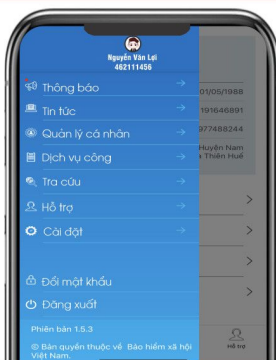 Nguyễn Văn Lợi
462111456
Thông báo
Tin tức
Quản lý cá nhân
Dịch vụ công
Tra cứu
Hỗ trợ
Cài đặt
Đổi mật khẩu
Đăng xuất
Phiên bản 1.5.3
© Bản quyền thuộc về Bảo hiểm xã hội
Việt Nam.
01/05/1988
191646891
977488244
Huyện Nam
Thiên Huế
Hỗ trợ